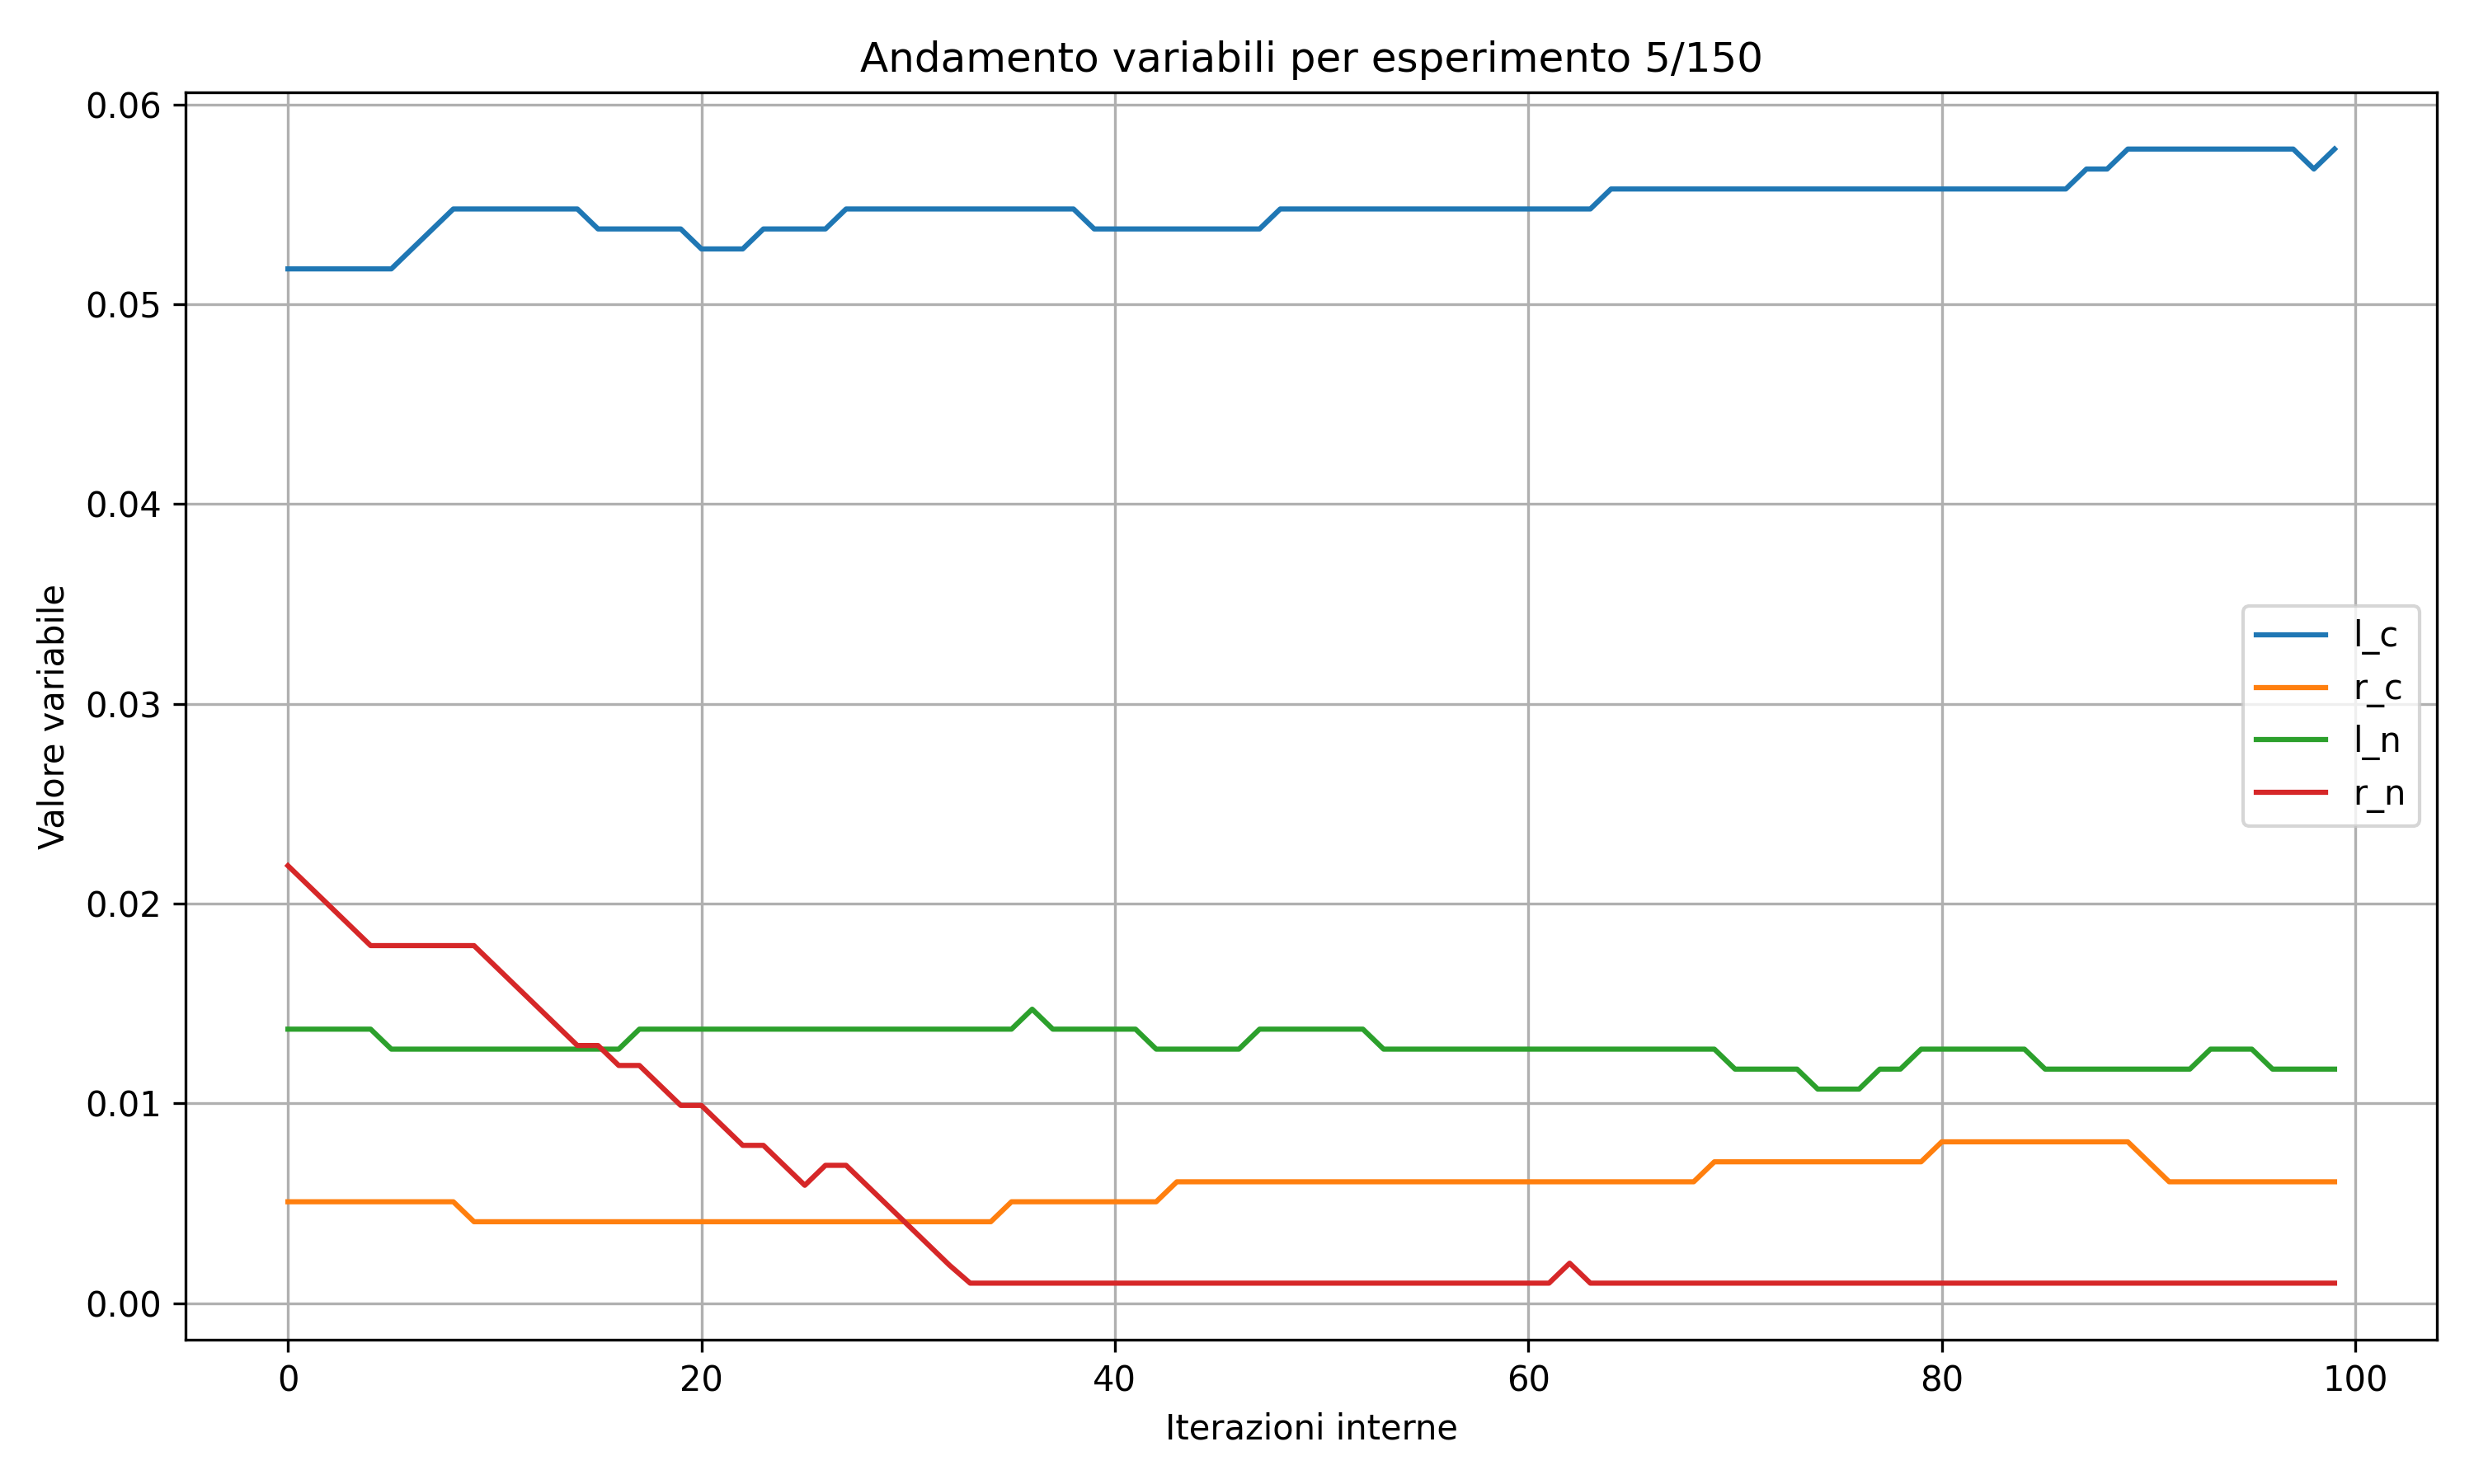 Andamento variabili per esperimento 5/150
0.06
0.05
0.04
0.03
0.02
0.01
0.00
Valore variabile
l_c
r_c
l_n
r_n
0 20 40 60 80 100
Iterazioni interne